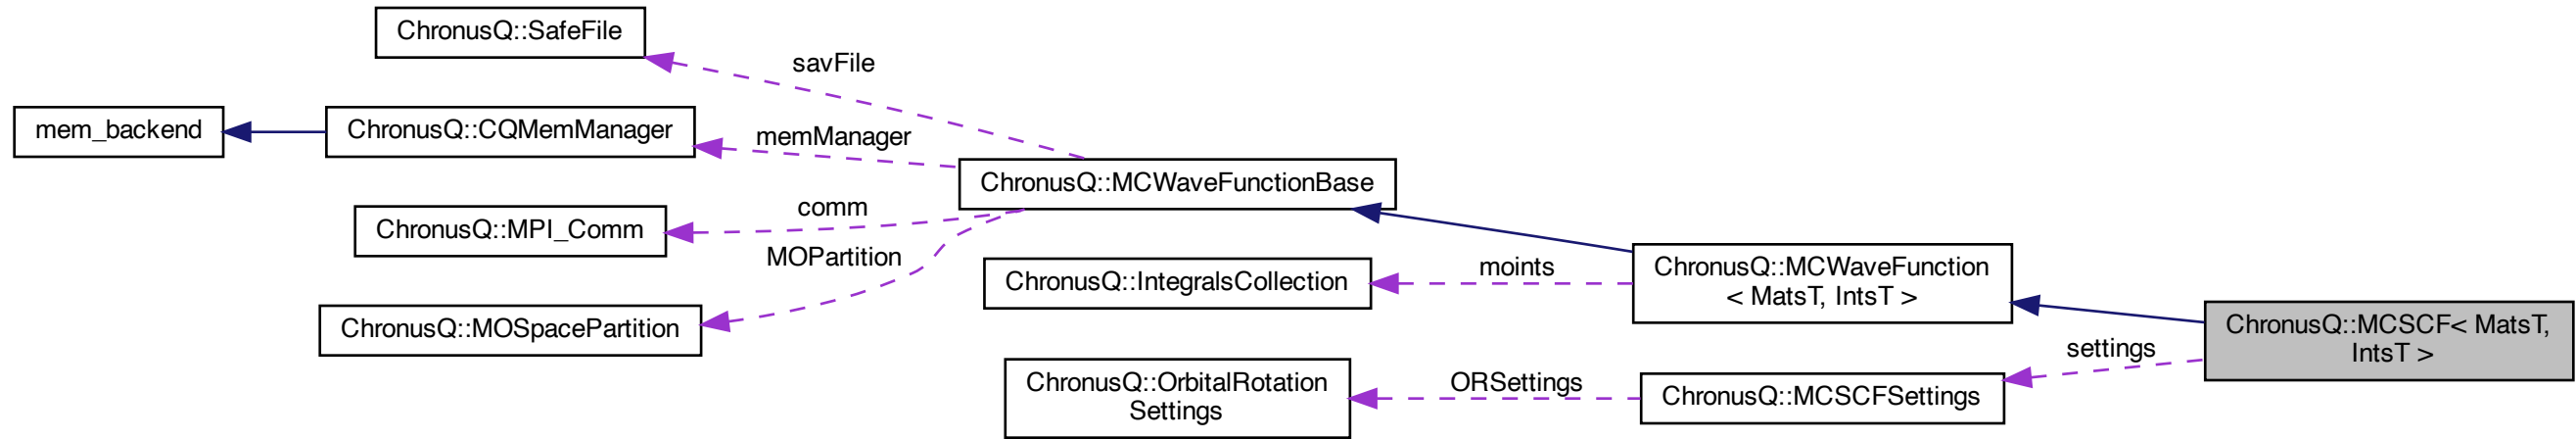 ChronusQ::SafeFile
savFile
mem_backend
ChronusQ::CQMemManager
memManager
ChronusQ::MCWaveFunctionBase
ChronusQ::MPI_Comm
comm
MOPartition
ChronusQ::MOSpacePartition
ChronusQ::IntegralsCollection
moints
ChronusQ::MCWaveFunction
< MatsT, IntsT >
ChronusQ::MCSCF< MatsT,
IntsT >
settings
ChronusQ::OrbitalRotation
Settings
ORSettings
ChronusQ::MCSCFSettings